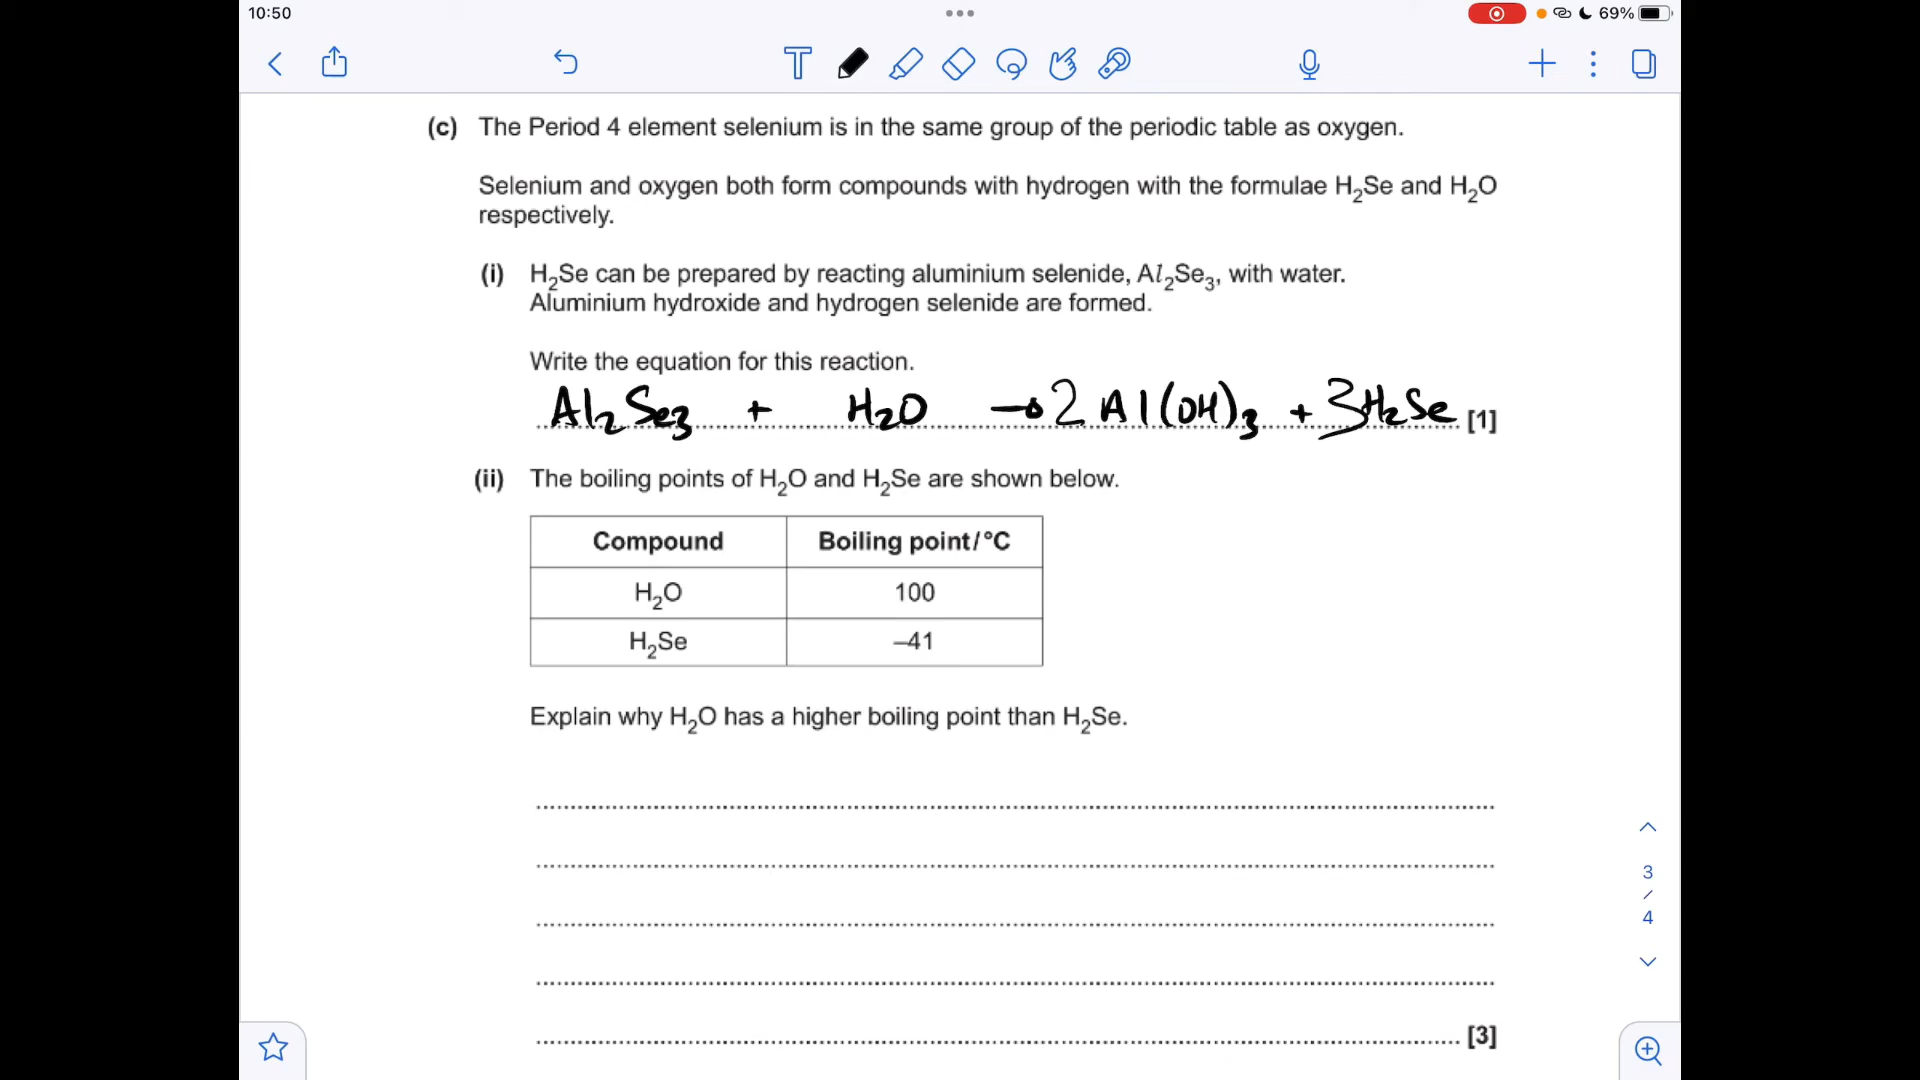 10:50
69%
(c) The Period 4 element selenium is in the same group of the periodic table as oxygen.
Selenium and oxygen both form compounds with hydrogen with the formulae H₂Se and H₂O
respectively.
(i) H₂Se can be prepared by reacting aluminium selenide, Al₂Se₃, with water.
Aluminium hydroxide and hydrogen selenide are formed.
Write the equation for this reaction.
Al₂Se₃ + H₂O → 2 Al(OH)₃ + 3H₂Se [1]
(ii) The boiling points of H₂O and H₂Se are shown below.
Compound Boiling point/°C
H₂O 100
H₂Se –41
Explain why H₂O has a higher boiling point than H₂Se.
[3]
3
/
4